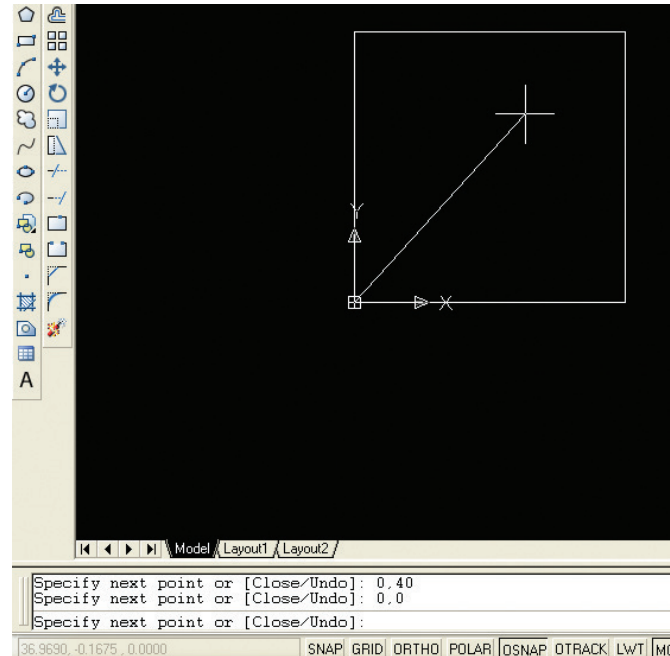 A
Y
X
Model Layout1 Layout2
Specify next point or [Close/Undo]: 0,40
Specify next point or [Close/Undo]: 0,0
Specify next point or [Close/Undo]:
36.9690, -0.1675 , 0.0000 SNAP GRID ORTHO POLAR OSNAP OTRACK LWT